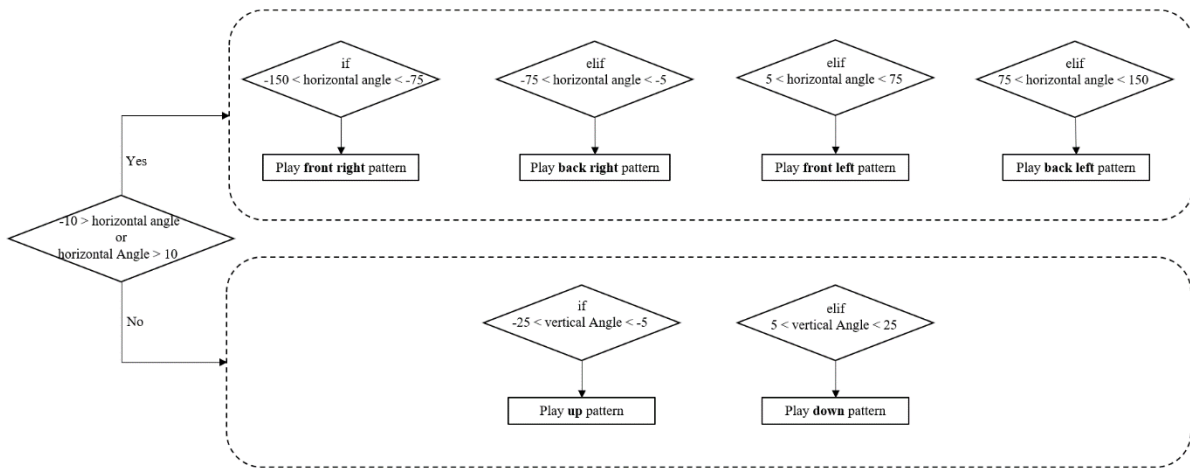 if
-150 < horizontal angle < -75
elif
-75 < horizontal angle < -5
elif
5 < horizontal angle < 75
elif
75 < horizontal angle < 150
Play front right pattern
Play back right pattern
Play front left pattern
Play back left pattern
Yes
-10 > horizontal angle
or
horizontal Angle > 10
No
if
-25 < vertical Angle < -5
elif
5 < vertical Angle < 25
Play up pattern
Play down pattern